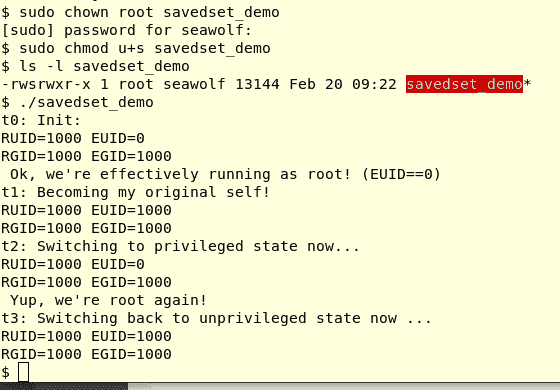 $ sudo chown root savedset_demo
[sudo] password for seawolf:
$ sudo chmod u+s savedset_demo
$ ls -l savedset_demo
-rwsrwxr-x 1 root seawolf 13144 Feb 20 09:22 savedset_demo*
$ ./savedset_demo
t0: Init:
RUID=1000 EUID=0
RGID=1000 EGID=1000
 Ok, we're effectively running as root! (EUID==0)
t1: Becoming my original self!
RUID=1000 EUID=1000
RGID=1000 EGID=1000
t2: Switching to privileged state now...
RUID=1000 EUID=0
RGID=1000 EGID=1000
 Yup, we're root again!
t3: Switching back to unprivileged state now ...
RUID=1000 EUID=1000
RGID=1000 EGID=1000
$